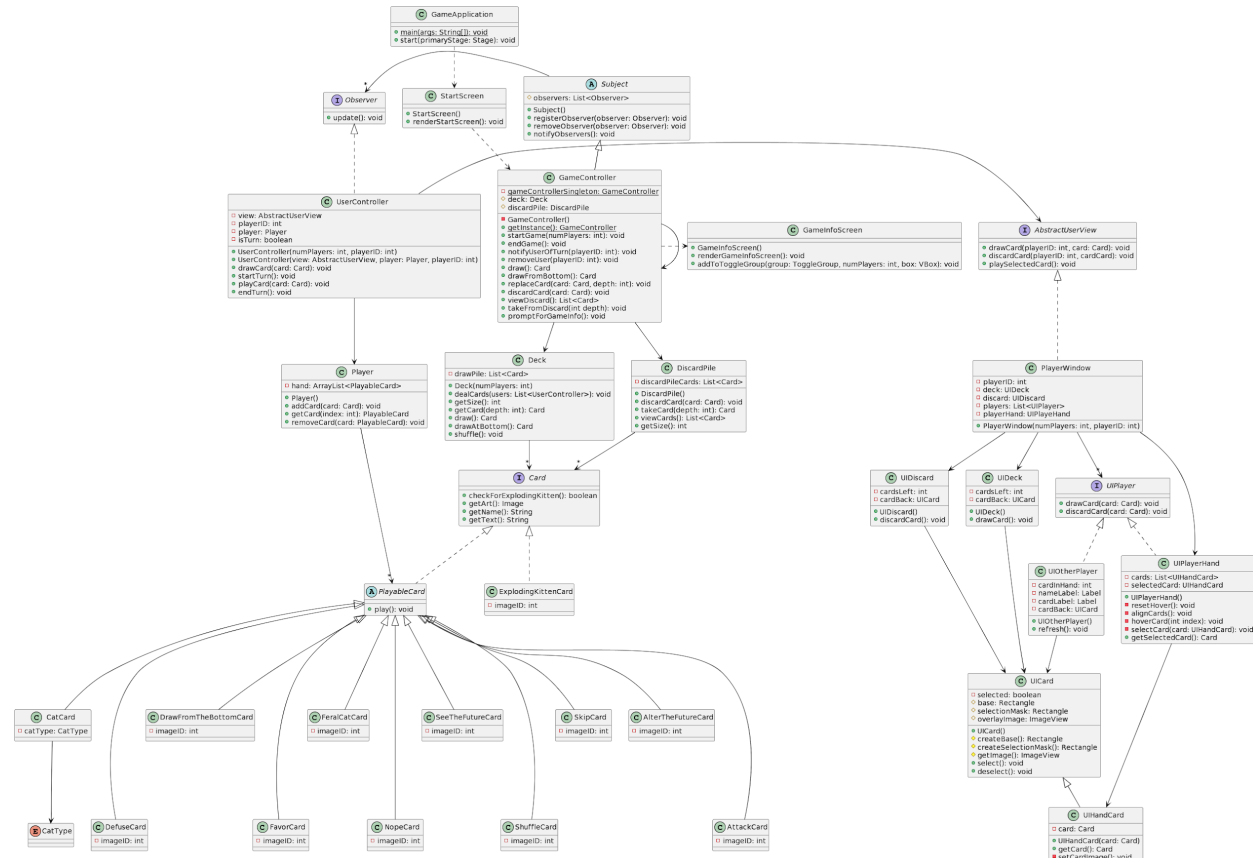 C GameApplication
main(args: String[]): void
start(primaryStage: Stage): void
*
I Observer
update(): void
C StartScreen
StartScreen()
renderStartScreen(): void
A Subject
observers: List<Observer>
Subject()
registerObserver(observer: Observer): void
removeObserver(observer: Observer): void
notifyObservers(): void
C UserController
view: AbstractUserView
playerID: int
player: Player
isTurn: boolean
UserController(numPlayers: int, playerID: int)
UserController(view: AbstractUserView, player: Player, playerID: int)
drawCard(card: Card): void
startTurn(): void
playCard(card: Card): void
endTurn(): void
C GameController
gameControllerSingleton: GameController
deck: Deck
discardPile: DiscardPile
GameController()
getInstance(): GameController
startGame(numPlayers: int): void
endGame(): void
notifyUserOfTurn(playerID: int): void
removeUser(playerID: int): void
draw(): Card
drawFromBottom(): Card
replaceCard(card: Card, depth: int): void
discardCard(card: Card): void
viewDiscard(): List<Card>
takeFromDiscard(int depth): void
promptForGameInfo(): void
C GameInfoScreen
GameInfoScreen()
renderGameInfoScreen(): void
addToToggleGroup(group: ToggleGroup, numPlayers: int, box: VBox): void
I AbstractUserView
drawCard(playerID: int, card: Card): void
discardCard(playerID: int, cardCard): void
playSelectedCard(): void
C Player
hand: ArrayList<PlayableCard>
Player()
addCard(card: Card): void
getCard(index: int): PlayableCard
removeCard(card: PlayableCard): void
C Deck
drawPile: List<Card>
Deck(numPlayers: int)
dealCards(users: List<UserController): void
getSize(): int
getCard(depth: int): Card
draw(): Card
drawAtBottom(): Card
shuffle(): void
C DiscardPile
discardPileCards: List<Card>
DiscardPile()
discardCard(card: Card): void
takeCard(depth: int): Card
viewCards(): List<Card>
getSize(): int
C PlayerWindow
playerID: int
deck: UIDeck
discard: UIDiscard
players: List<UIPlayer>
playerHand: UIPlayerHand
PlayerWindow(numPlayers: int, playerID: int)
*
*
I Card
checkForExplodingKitten(): boolean
getArt(): Image
getName(): String
getText(): String
C UIDiscard
cardsLeft: int
cardBack: UICard
UIDiscard()
discardCard(): void
C UIDeck
cardsLeft: int
cardBack: UICard
UIDeck()
drawCard(): void
*
I UIPlayer
drawCard(card: Card): void
discardCard(card: Card): void
*
A PlayableCard
play(): void
C ExplodingKittenCard
imageID: int
C UIOtherPlayer
cardInHand: int
nameLabel: Label
cardLabel: Label
cardBack: UICard
UIOtherPlayer()
refresh(): void
C UIPlayerHand
cards: List<UIHandCard>
selectedCard: UIHandCard
UIPlayerHand()
resetHover(): void
alignCards(): void
hoverCard(int index): void
selectCard(card: UIHandCard): void
getSelectedCard(): Card
C CatCard
catType: CatType
C DrawFromTheBottomCard
imageID: int
C FeralCatCard
imageID: int
C SeeTheFutureCard
imageID: int
C SkipCard
imageID: int
C AlterTheFutureCard
imageID: int
C UICard
selected: boolean
base: Rectangle
selectionMask: Rectangle
overlayImage: ImageView
UICard()
createBase(): Rectangle
createSelectionMask(): Rectangle
getImage(): ImageView
select(): void
deselect(): void
E CatType
C DefuseCard
imageID: int
C FavorCard
imageID: int
C NopeCard
imageID: int
C ShuffleCard
imageID: int
C AttackCard
imageID: int
C UIHandCard
card: Card
UIHandCard(card: Card)
getCard(): Card
setCardImage(): void